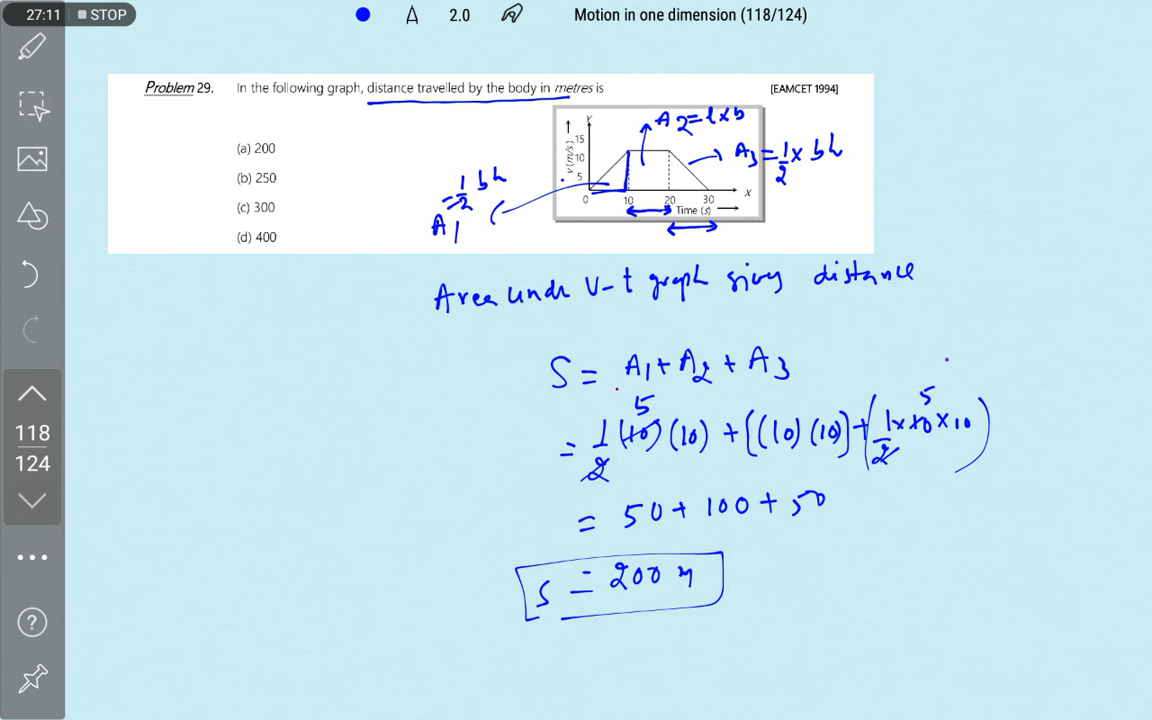 27:11 STOP 2.0 Motion in one dimension (118/124)
Problem 29. In the following graph, distance travelled by the body in metres is [EAMCET 1994]
(a) 200
(b) 250
(c) 300
(d) 400
Y
v (m/s)
15
10
5
0 10 20 30 X
Time (s)
A2 = l x b
A3 = 1/2 x bh
= 1/2 bh
A1
Area under V-t graph gives distance
S = A1 + A2 + A3
5 5
= 1/2 (10) (10) + [(10) (10)] + (1/2 x 10 x 10)
= 50 + 100 + 50
S = 200 m
118
124
?